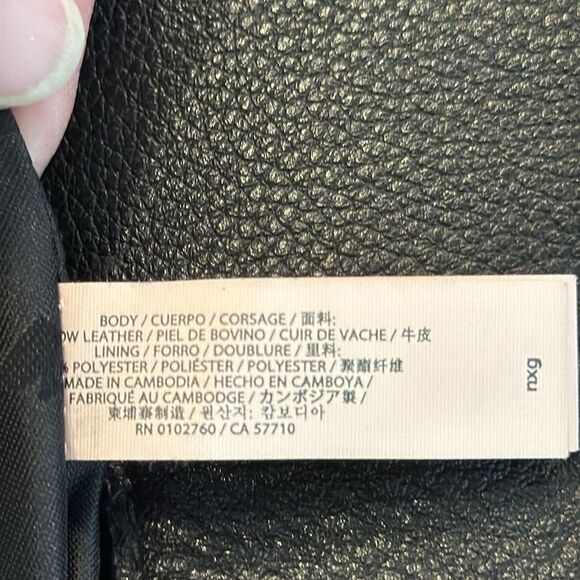 BODY / CUERPO / CORSAGE / 面料:
LEATHER / PIEL DE BOVINO / CUIR DE VACHE / 牛皮
LINING / FORRO / DOUBLURE / 里料:
POLYESTER / POLIÉSTER / POLYESTER / 聚酯纤维
MADE IN CAMBODIA / HECHO EN CAMBOYA /
FABRIQUÉ AU CAMBODGE / カンボジア製 /
柬埔寨制造 / 원산지: 캄보디아
RN 0102760 / CA 57710
nxg